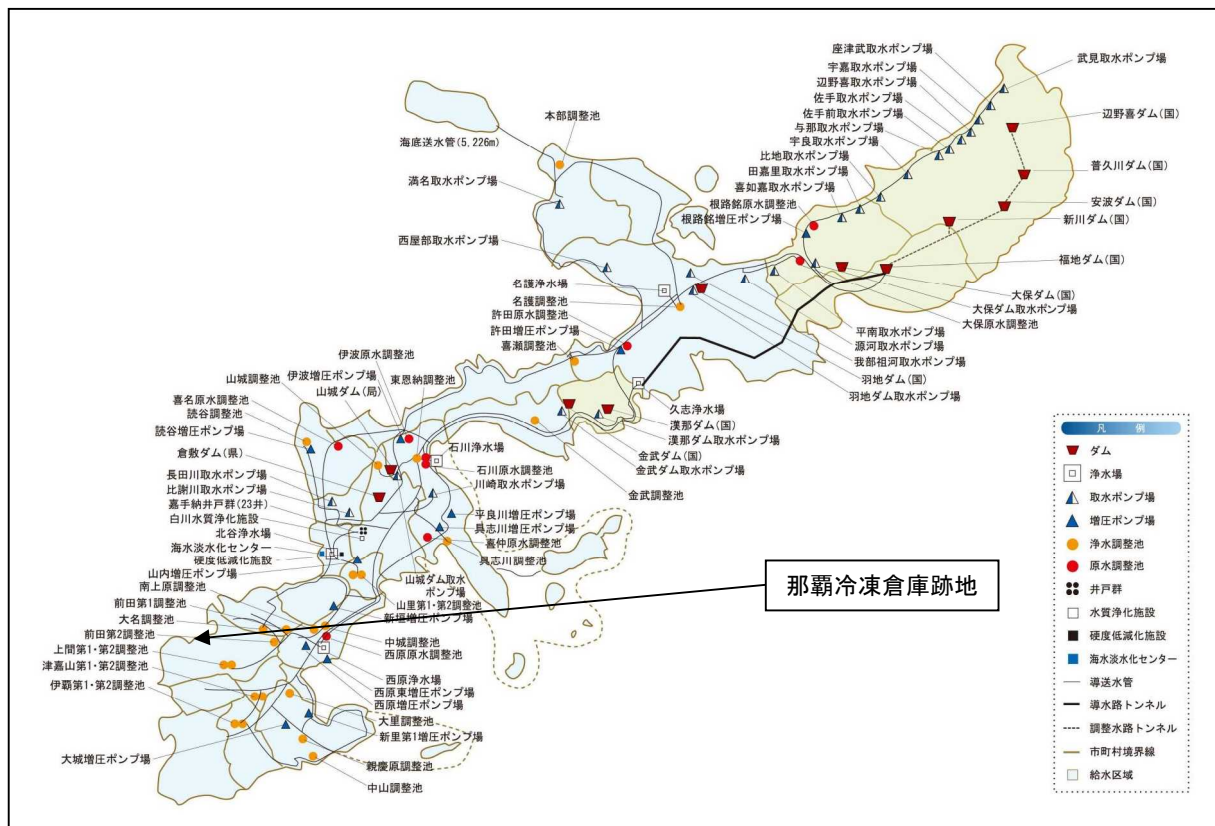 座津武取水ポンプ場
武見取水ポンプ場
宇嘉取水ポンプ場
辺野喜取水ポンプ場
佐手取水ポンプ場
佐手前取水ポンプ場
与那取水ポンプ場
宇良取水ポンプ場
比地取水ポンプ場
田嘉里取水ポンプ場
喜如嘉取水ポンプ場
根路銘原水調整池
根路銘増圧ポンプ場
辺野喜ダム(国)
普久川ダム(国)
安波ダム(国)
新川ダム(国)
福地ダム(国)
大保ダム(国)
大保ダム取水ポンプ場
大保原水調整池
平南取水ポンプ場
源河取水ポンプ場
我部祖河取水ポンプ場
羽地ダム(国)
羽地ダム取水ポンプ場
本部調整池
海底送水管(5,226m)
満名取水ポンプ場
西屋部取水ポンプ場
名護浄水場
名護調整池
許田原水調整池
許田増圧ポンプ場
喜瀬調整池
久志浄水場
漢那ダム(国)
漢那ダム取水ポンプ場
金武ダム(国)
金武ダム取水ポンプ場
金武調整池
伊波原水調整池
伊波増圧ポンプ場
東恩納調整池
山城調整池
山城ダム(局)
喜名原水調整池
読谷調整池
読谷増圧ポンプ場
倉敷ダム(県)
長田川取水ポンプ場
比謝川取水ポンプ場
嘉手納井戸群(23井)
白川水質浄化施設
北谷浄水場
海水淡水化センター
硬度低減化施設
山内増圧ポンプ場
南上原調整池
前田第1調整池
大名調整池
前田第2調整池
上間第1・第2調整池
津嘉山第1・第2調整池
伊覇第1・第2調整池
大城増圧ポンプ場
石川浄水場
石川原水調整池
川崎取水ポンプ場
平良川増圧ポンプ場
具志川増圧ポンプ場
喜仲原水調整池
具志川調整池
山城ダム取水
ポンプ場
山里第1・第2調整池
新垣増圧ポンプ場
中城調整池
西原原水調整池
西原浄水場
西原東増圧ポンプ場
西原増圧ポンプ場
大里調整池
新里第1増圧ポンプ場
親慶原調整池
中山調整池
那覇冷凍倉庫跡地
凡 例
ダム
浄水場
取水ポンプ場
増圧ポンプ場
浄水調整池
原水調整池
井戸群
水質浄化施設
硬度低減化施設
海水淡水化センター
導送水管
導水路トンネル
調整水路トンネル
市町村境界線
給水区域